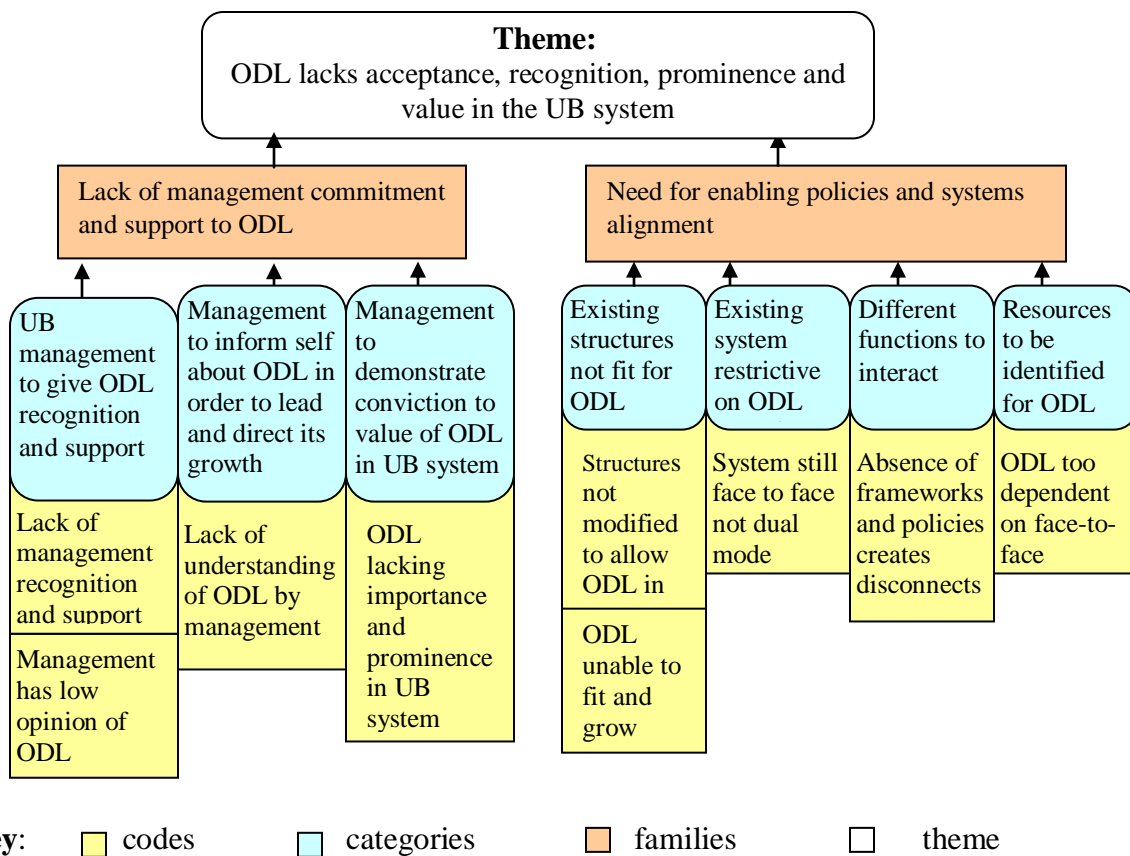 Theme:
ODL lacks acceptance, recognition, prominence and
value in the UB system
Lack of management commitment
and support to ODL
Need for enabling policies and systems
alignment
UB
management
to give ODL
recognition
and support
Management
to inform self
about ODL in
order to lead
and direct its
growth
Management
to
demonstrate
conviction to
value of ODL
in UB system
Existing
structures
not fit for
ODL
Existing
system
restrictive
on ODL
Different
functions to
interact
Resources
to be
identified
for ODL
Lack of
management
recognition
and support
Management
has low
opinion of
ODL
Lack of
understanding
of ODL by
management
ODL
lacking
importance
and
prominence
in UB
system
Structures
not
modified
to allow
ODL in
ODL
unable to
fit and
grow
System still
face to face
not dual
mode
Absence of
frameworks
and policies
creates
disconnects
ODL too
dependent
on face-to-
face
ey: codes categories families theme